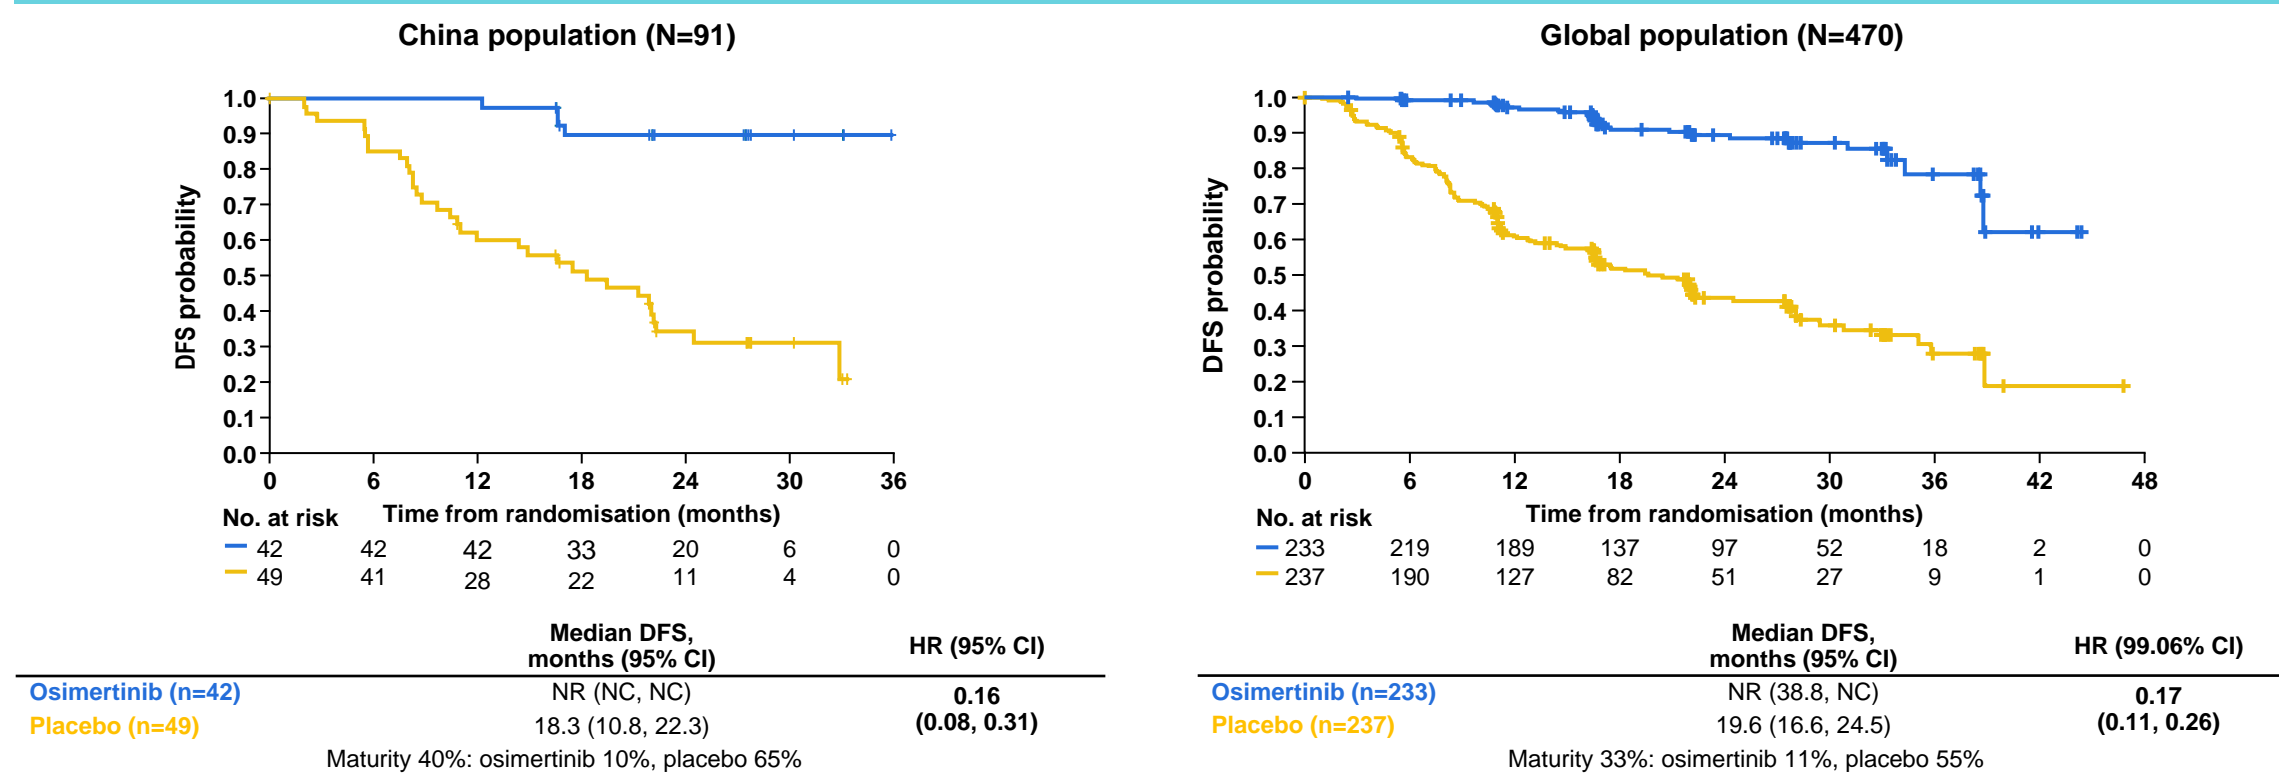 China population (N=91)
DFS probability
1.0
0.9
0.8
0.7
0.6
0.5
0.4
0.3
0.2
0.1
0.0
0 6 12 18 24 30 36
Time from randomisation (months)
No. at risk
42 42 42 33 20 6 0
49 41 28 22 11 4 0
Median DFS,
months (95% CI)
HR (95% CI)
Osimertinib (n=42) NR (NC, NC) 0.16
Placebo (n=49) 18.3 (10.8, 22.3) (0.08, 0.31)
Maturity 40%: osimertinib 10%, placebo 65%
Global population (N=470)
DFS probability
1.0
0.9
0.8
0.7
0.6
0.5
0.4
0.3
0.2
0.1
0.0
0 6 12 18 24 30 36 42 48
Time from randomisation (months)
No. at risk
233 219 189 137 97 52 18 2 0
237 190 127 82 51 27 9 1 0
Median DFS,
months (95% CI)
HR (99.06% CI)
Osimertinib (n=233) NR (38.8, NC) 0.17
Placebo (n=237) 19.6 (16.6, 24.5) (0.11, 0.26)
Maturity 33%: osimertinib 11%, placebo 55%